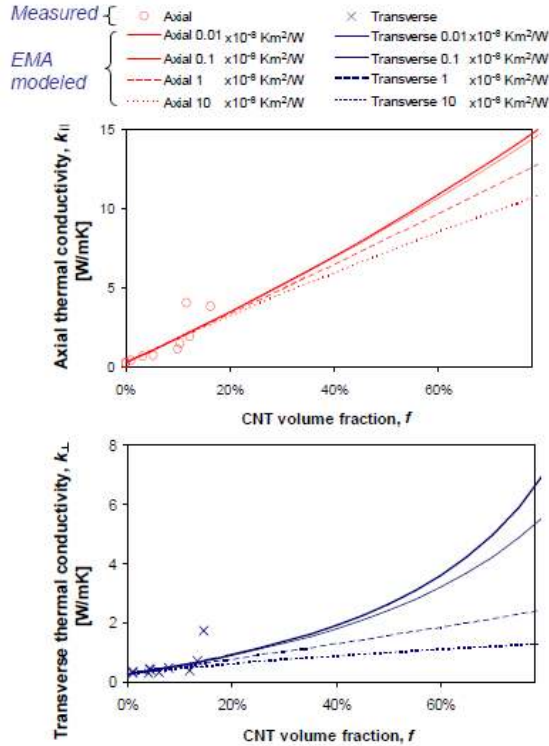 Measured
Axial
Transverse
EMA modeled
Axial 0.01 x10⁻⁸ Km²/W
Transverse 0.01 x10⁻⁸ Km²/W
Axial 0.1 x10⁻⁸ Km²/W
Transverse 0.1 x10⁻⁸ Km²/W
Axial 1 x10⁻⁸ Km²/W
Transverse 1 x10⁻⁸ Km²/W
Axial 10 x10⁻⁸ Km²/W
Transverse 10 x10⁻⁸ Km²/W
Axial thermal conductivity, k||
[W/mK]
15
10
5
0
0% 20% 40% 60%
CNT volume fraction, f
Transverse thermal conductivity, k⊥
[W/mK]
8
6
4
2
0
0% 20% 40% 60%
CNT volume fraction, f